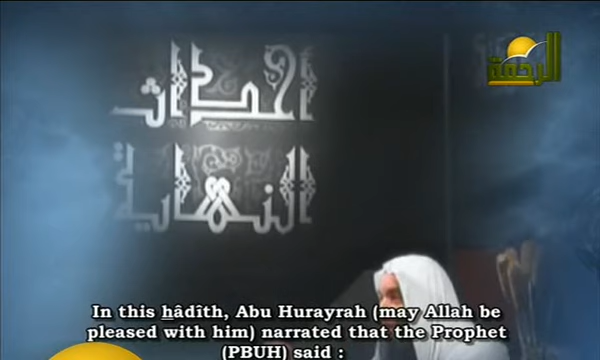 الرحمة
أحداث
النهاية
In this hâdîth, Abu Hurayrah (may Allah be
pleased with him) narrated that the Prophet
(PBUH) said :